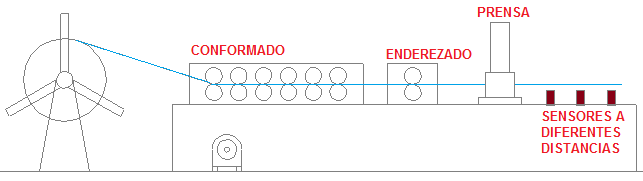 PRENSA
CONFORMADO
ENDEREZADO
SENSORES A
DIFERENTES
DISTANCIAS